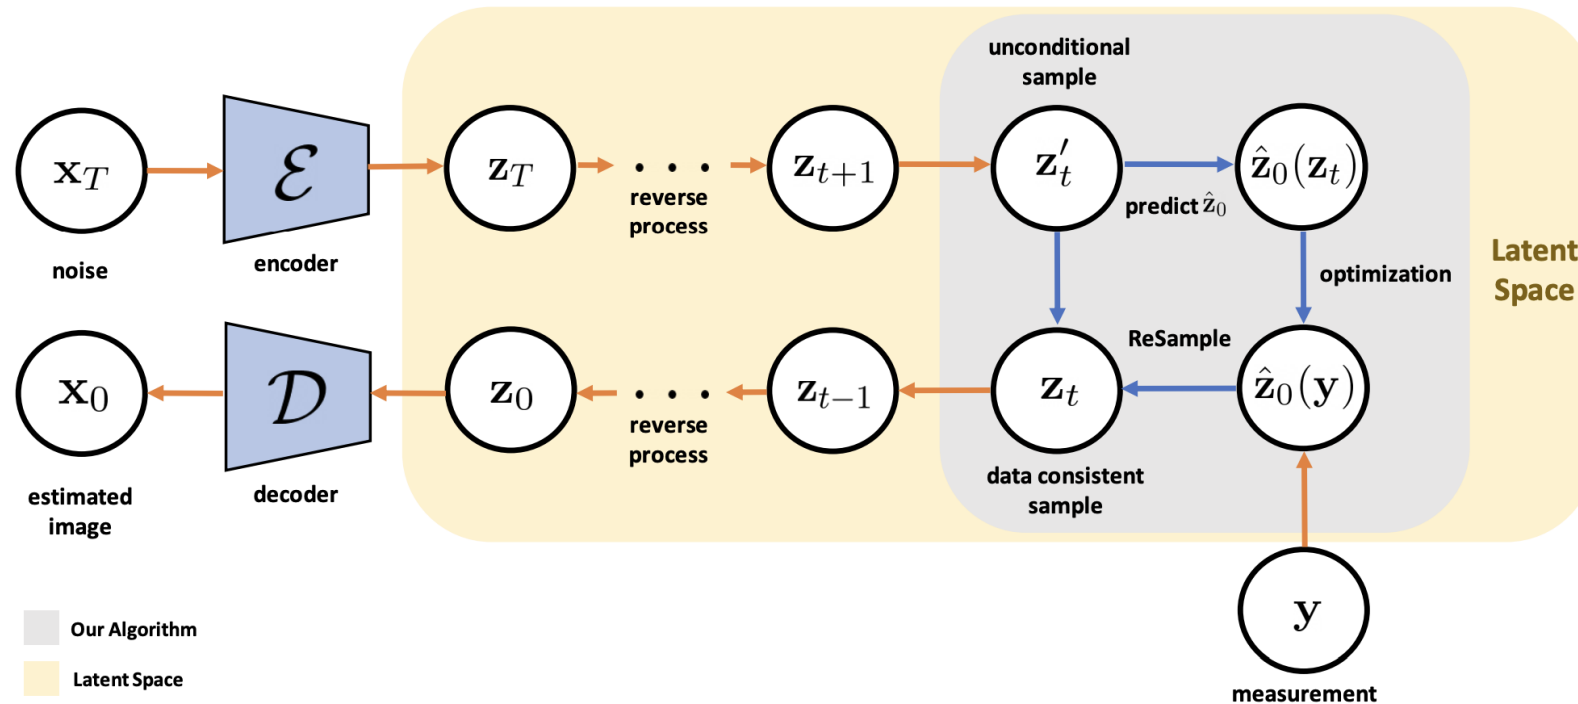 unconditional
sample
x_T
ℰ
z_T
. . .
z_{t+1}
z'_t
ẑ_0(z_t)
reverse
process
predict ẑ_0
noise
encoder
Latent
Space
optimization
x_0
𝒟
z_0
. . .
z_{t−1}
z_t
ReSample
ẑ_0(y)
reverse
process
estimated
image
decoder
data consistent
sample
y
measurement
Our Algorithm
Latent Space